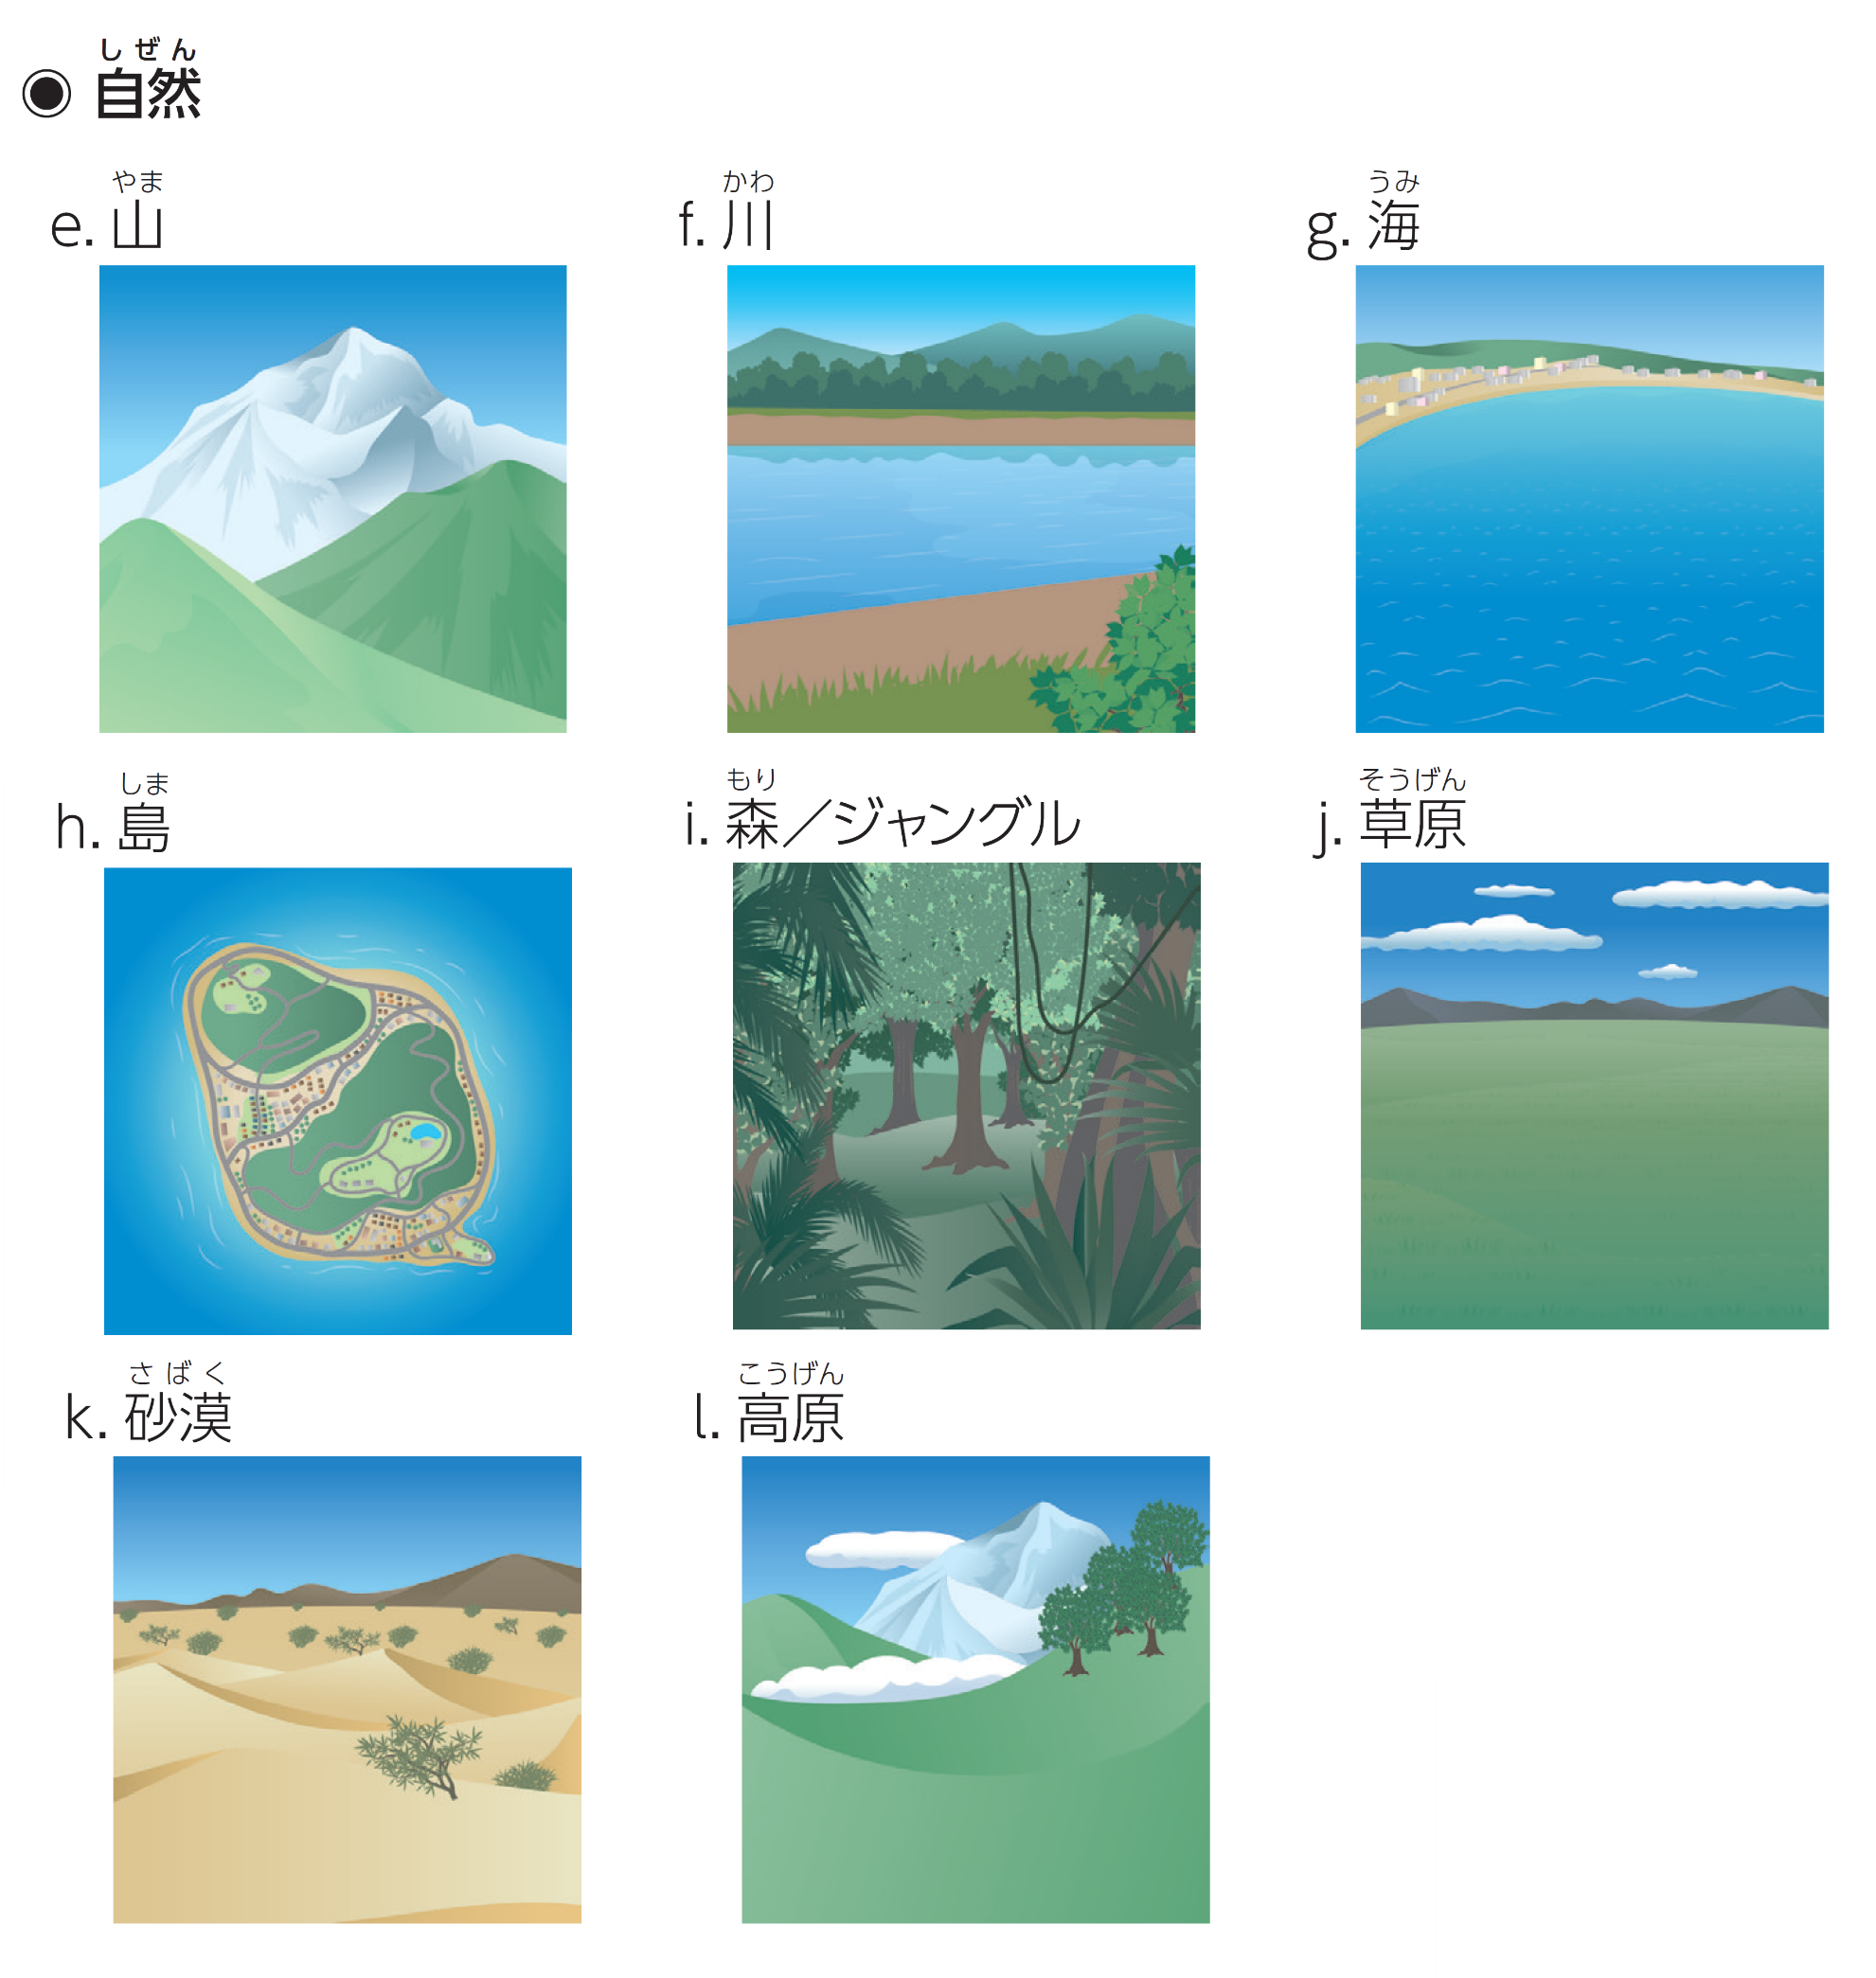 しぜん
◉ 自然
やま
e. 山
かわ
f. 川
うみ
g. 海
しま
h. 島
もり
i. 森／ジャングル
そうげん
j. 草原
さばく
k. 砂漠
こうげん
l. 高原